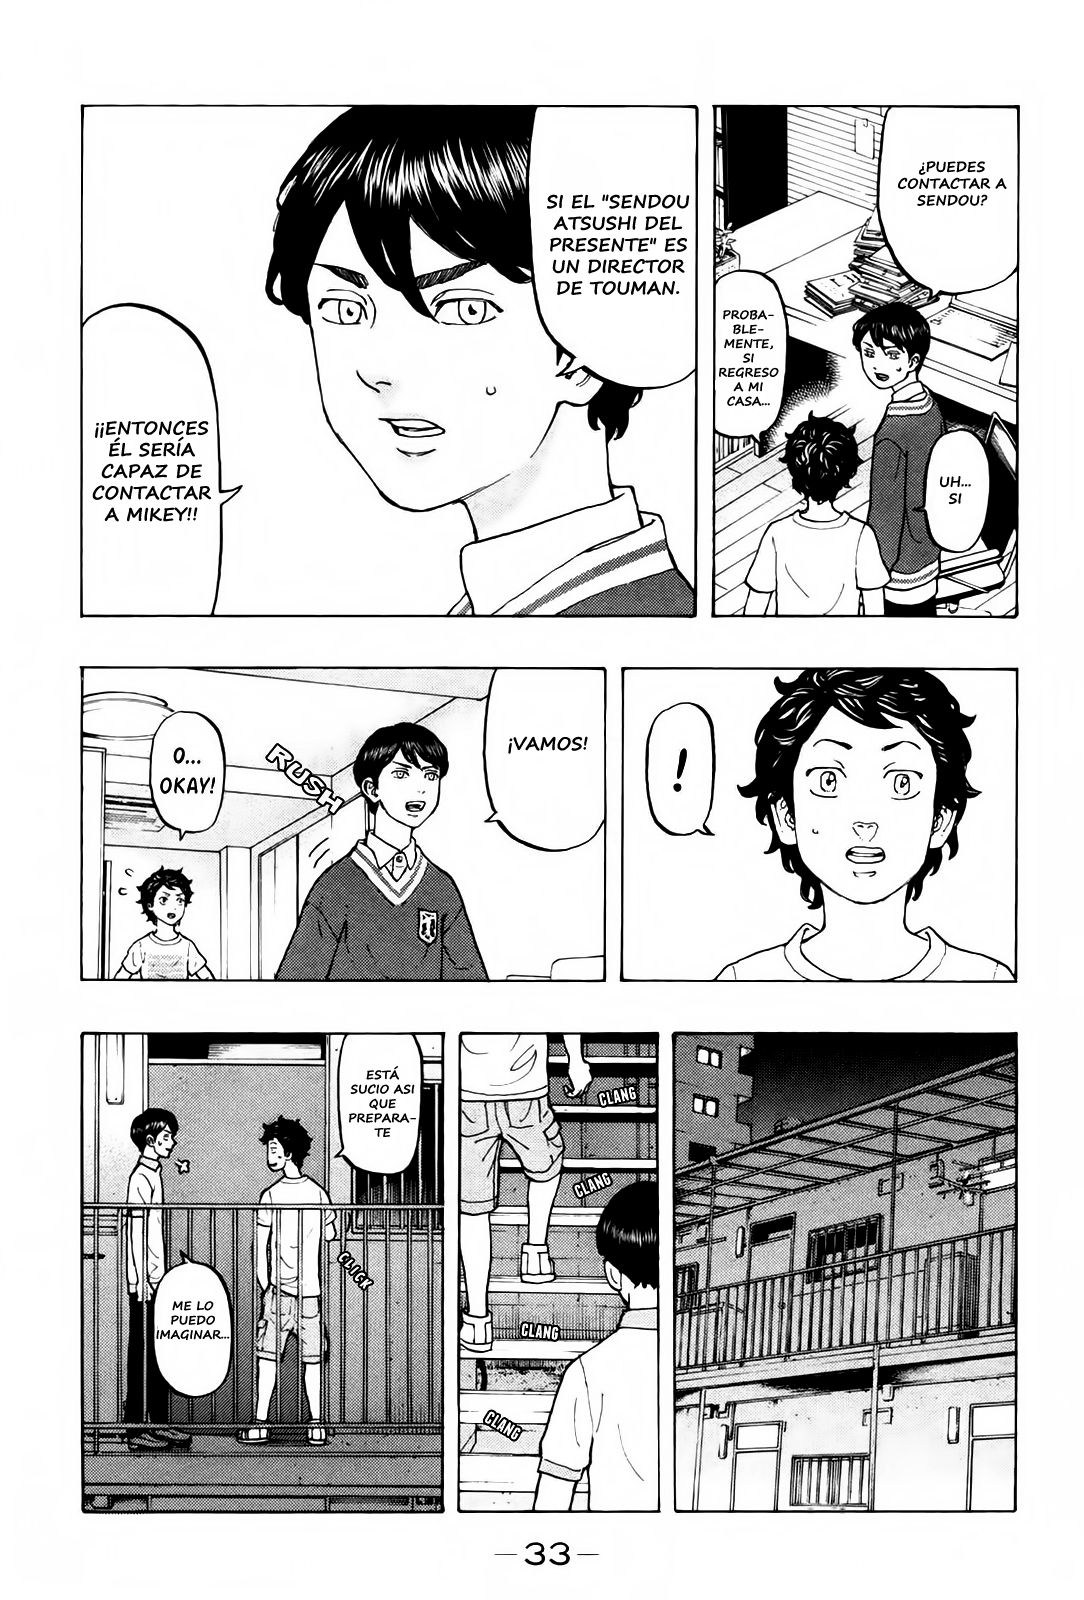 ¿PUEDES
CONTACTAR A
SENDOU?
PROBA-
BLE-
MENTE,
SI
REGRESO
A MI
CASA...
UH...
SI
SI EL "SENDOU
ATSUSHI DEL
PRESENTE" ES
UN DIRECTOR
DE TOUMAN.
¡¡ENTONCES
ÉL SERÍA
CAPAZ DE
CONTACTAR
A MIKEY!!
!
¡VAMOS!
RUSH
O...
OKAY!
CLANG
CLANG
CLANG
CLANG
ESTÁ
SUCIO ASI
QUE
PREPARA-
TE
CLICK
ME LO
PUEDO
IMAGINAR...
—33—